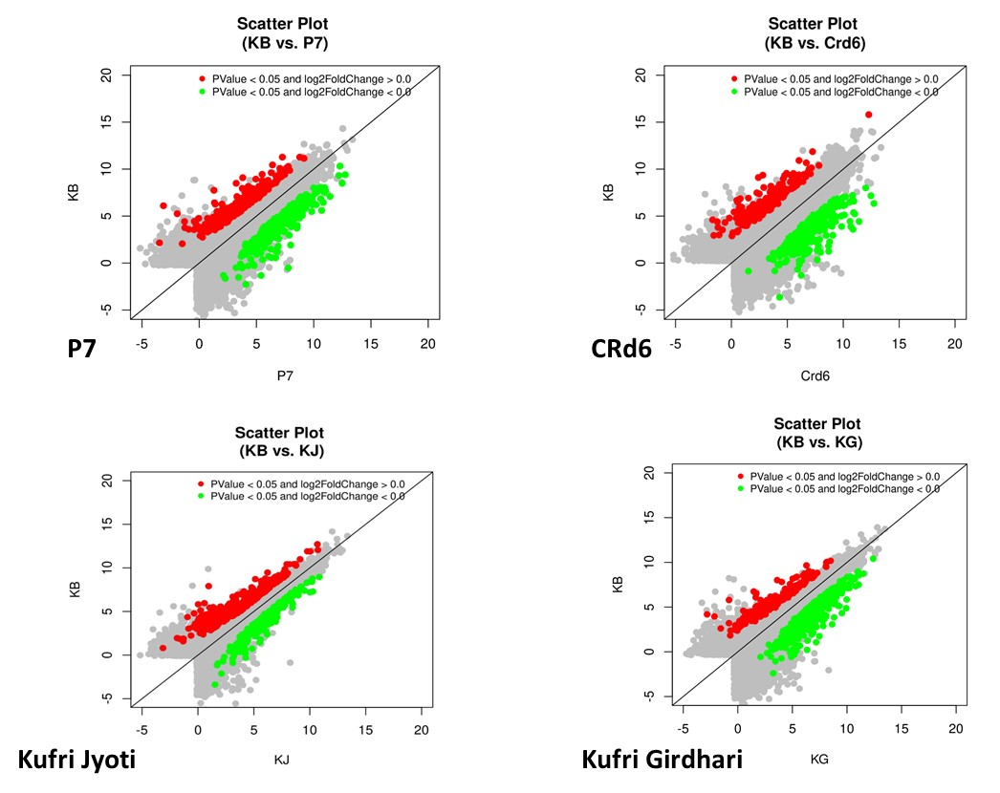 Scatter Plot
(KB vs. P7)
PValue < 0.05 and log2FoldChange > 0.0
PValue < 0.05 and log2FoldChange < 0.0
KB
20
15
10
5
0
-5
-5 0 5 10 15 20
P7
P7
Scatter Plot
(KB vs. Crd6)
PValue < 0.05 and log2FoldChange > 0.0
PValue < 0.05 and log2FoldChange < 0.0
KB
20
15
10
5
0
-5
-5 0 5 10 15 20
CRd6
Crd6
Scatter Plot
(KB vs. KJ)
PValue < 0.05 and log2FoldChange > 0.0
PValue < 0.05 and log2FoldChange < 0.0
KB
20
15
10
5
0
-5
-5 0 5 10 15 20
Kufri Jyoti
KJ
Scatter Plot
(KB vs. KG)
PValue < 0.05 and log2FoldChange > 0.0
PValue < 0.05 and log2FoldChange < 0.0
KB
20
15
10
5
0
-5
-5 0 5 10 15 20
Kufri Girdhari
KG